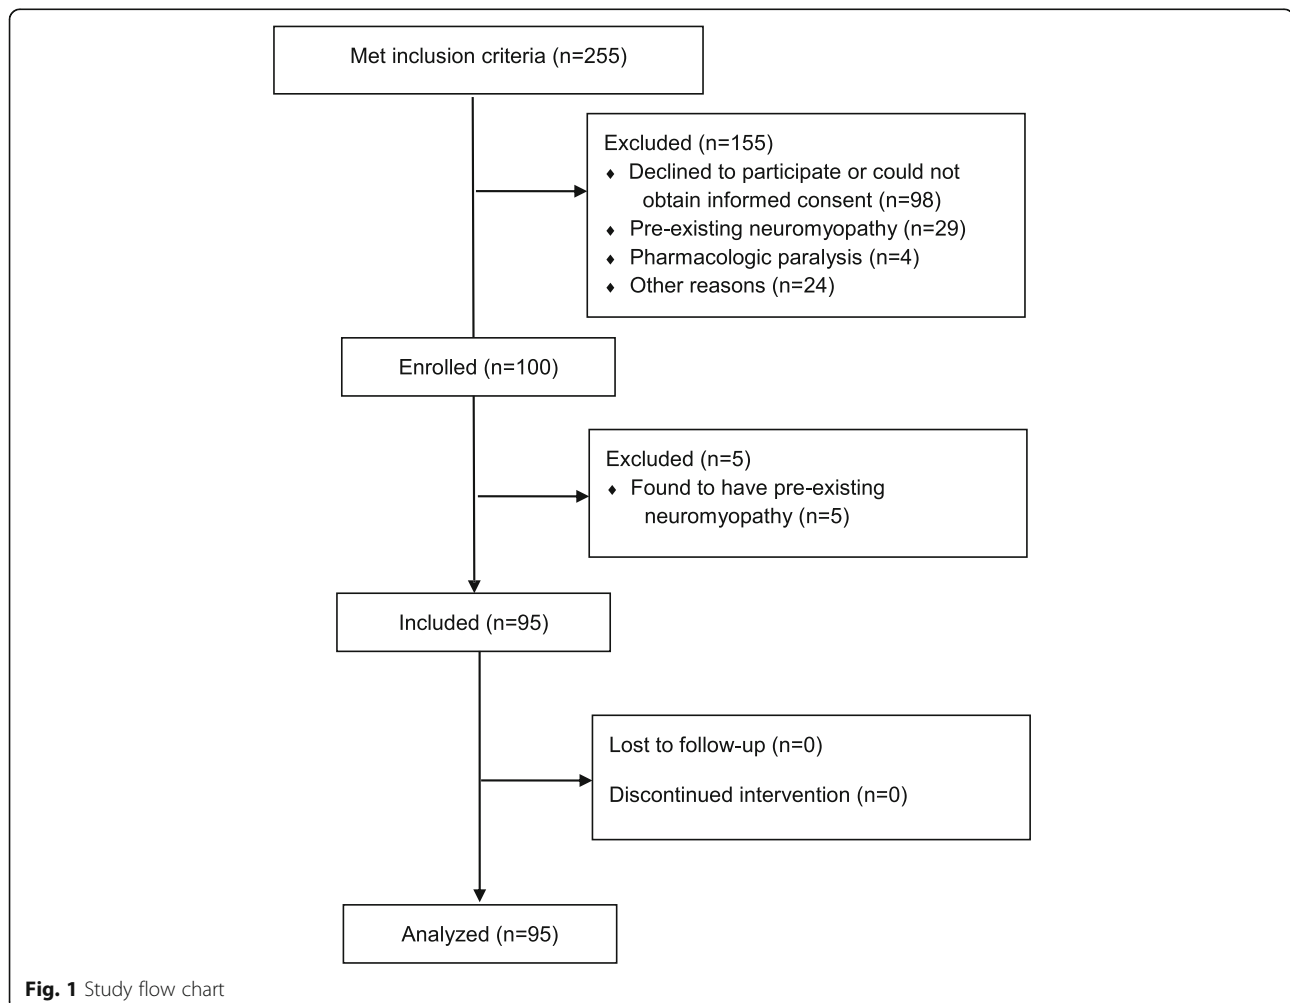 Met inclusion criteria (n=255)
Excluded (n=155)
♦ Declined to participate or could not
obtain informed consent (n=98)
♦ Pre-existing neuromyopathy (n=29)
♦ Pharmacologic paralysis (n=4)
♦ Other reasons (n=24)
Enrolled (n=100)
Excluded (n=5)
♦ Found to have pre-existing
neuromyopathy (n=5)
Included (n=95)
Lost to follow-up (n=0)
Discontinued intervention (n=0)
Analyzed (n=95)
Fig. 1 Study flow chart